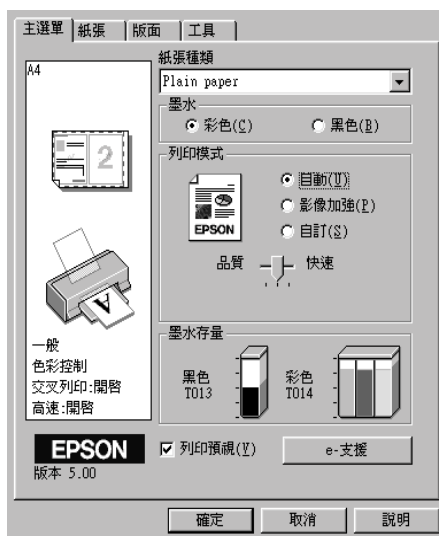 主選單 紙張 版面 工具
A4
2
A
一般
色彩控制
交叉列印:開啓
高速:開啓
EPSON
版本 5.00
紙張種類
Plain paper
墨水
彩色(C) 黑色(B)
列印模式
EPSON
自動(U)
影像加強(P)
自訂(S)
品質 快速
墨水存量
黑色 T013
彩色 T014
列印預視(Y) e-支援
確定 取消 說明